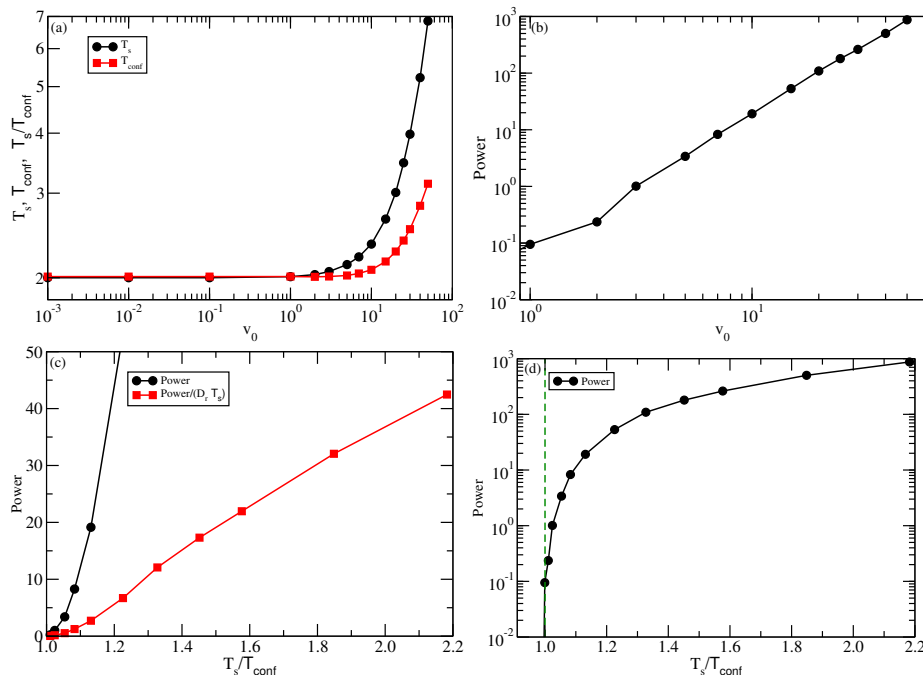 (a)
T_s
T_conf
T_s, T_conf, T_s/T_conf
7
6
5
4
3
2
10^-3 10^-2 10^-1 10^0 10^1 10^2
v_0
(b)
Power
10^3
10^2
10^1
10^0
10^-1
10^-2
10^0 10^1
v_0
(c)
Power
Power/(D_r T_s)
Power
50
40
30
20
10
0
1.0 1.2 1.4 1.6 1.8 2.0 2.2
T_s/T_conf
(d)
Power
Power
10^3
10^2
10^1
10^0
10^-1
10^-2
1.0 1.2 1.4 1.6 1.8 2.0 2.2
T_s/T_conf